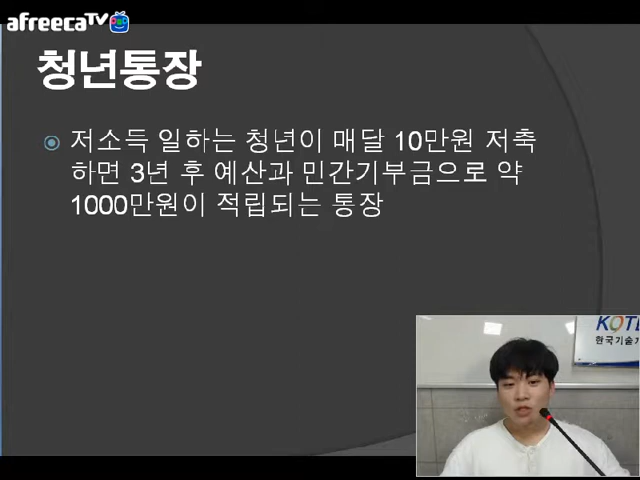 afreecaTV
청년통장
저소득 일하는 청년이 매달 10만원 저축
하면 3년 후 예산과 민간기부금으로 약
1000만원이 적립되는 통장
한국기술